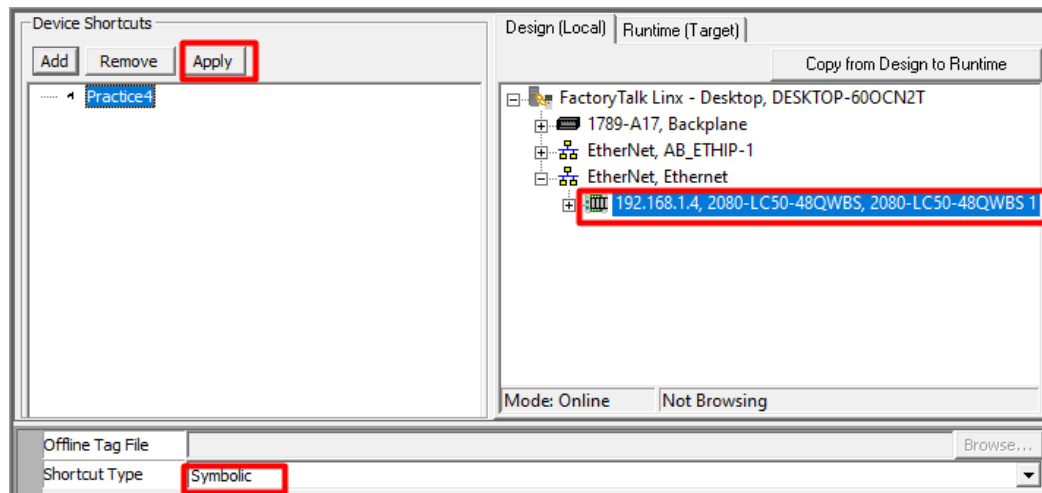 Device Shortcuts
Add Remove Apply
Practice4
Design (Local) Runtime (Target)
Copy from Design to Runtime
FactoryTalk Linx - Desktop, DESKTOP-60OCN2T
1789-A17, Backplane
EtherNet, AB_ETHIP-1
EtherNet, Ethernet
192.168.1.4, 2080-LC50-48QWBS, 2080-LC50-48QWBS 1
Mode: Online Not Browsing
Offline Tag File Browse...
Shortcut Type Symbolic